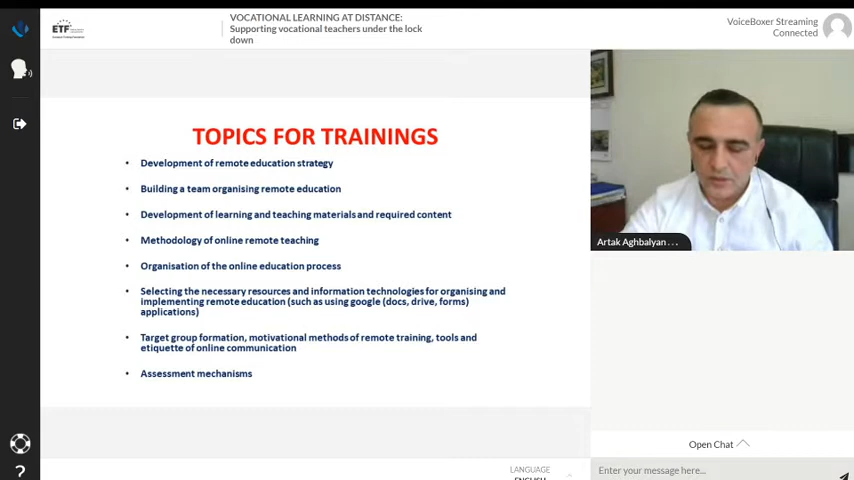 VOCATIONAL LEARNING AT DISTANCE:
Supporting vocational teachers under the lock
down
ETF
VoiceBoxer Streaming
Connected
TOPICS FOR TRAININGS
• Development of remote education strategy
• Building a team organising remote education
• Development of learning and teaching materials and required content
• Methodology of online remote teaching
• Organisation of the online education process
• Selecting the necessary resources and information technologies for organising and
implementing remote education (such as using google (docs, drive, forms)
applications)
• Target group formation, motivational methods of remote training, tools and
etiquette of online communication
• Assessment mechanisms
Artak Aghbalyan...
Open Chat
Enter your message here...
LANGUAGE
ENGLISH
?